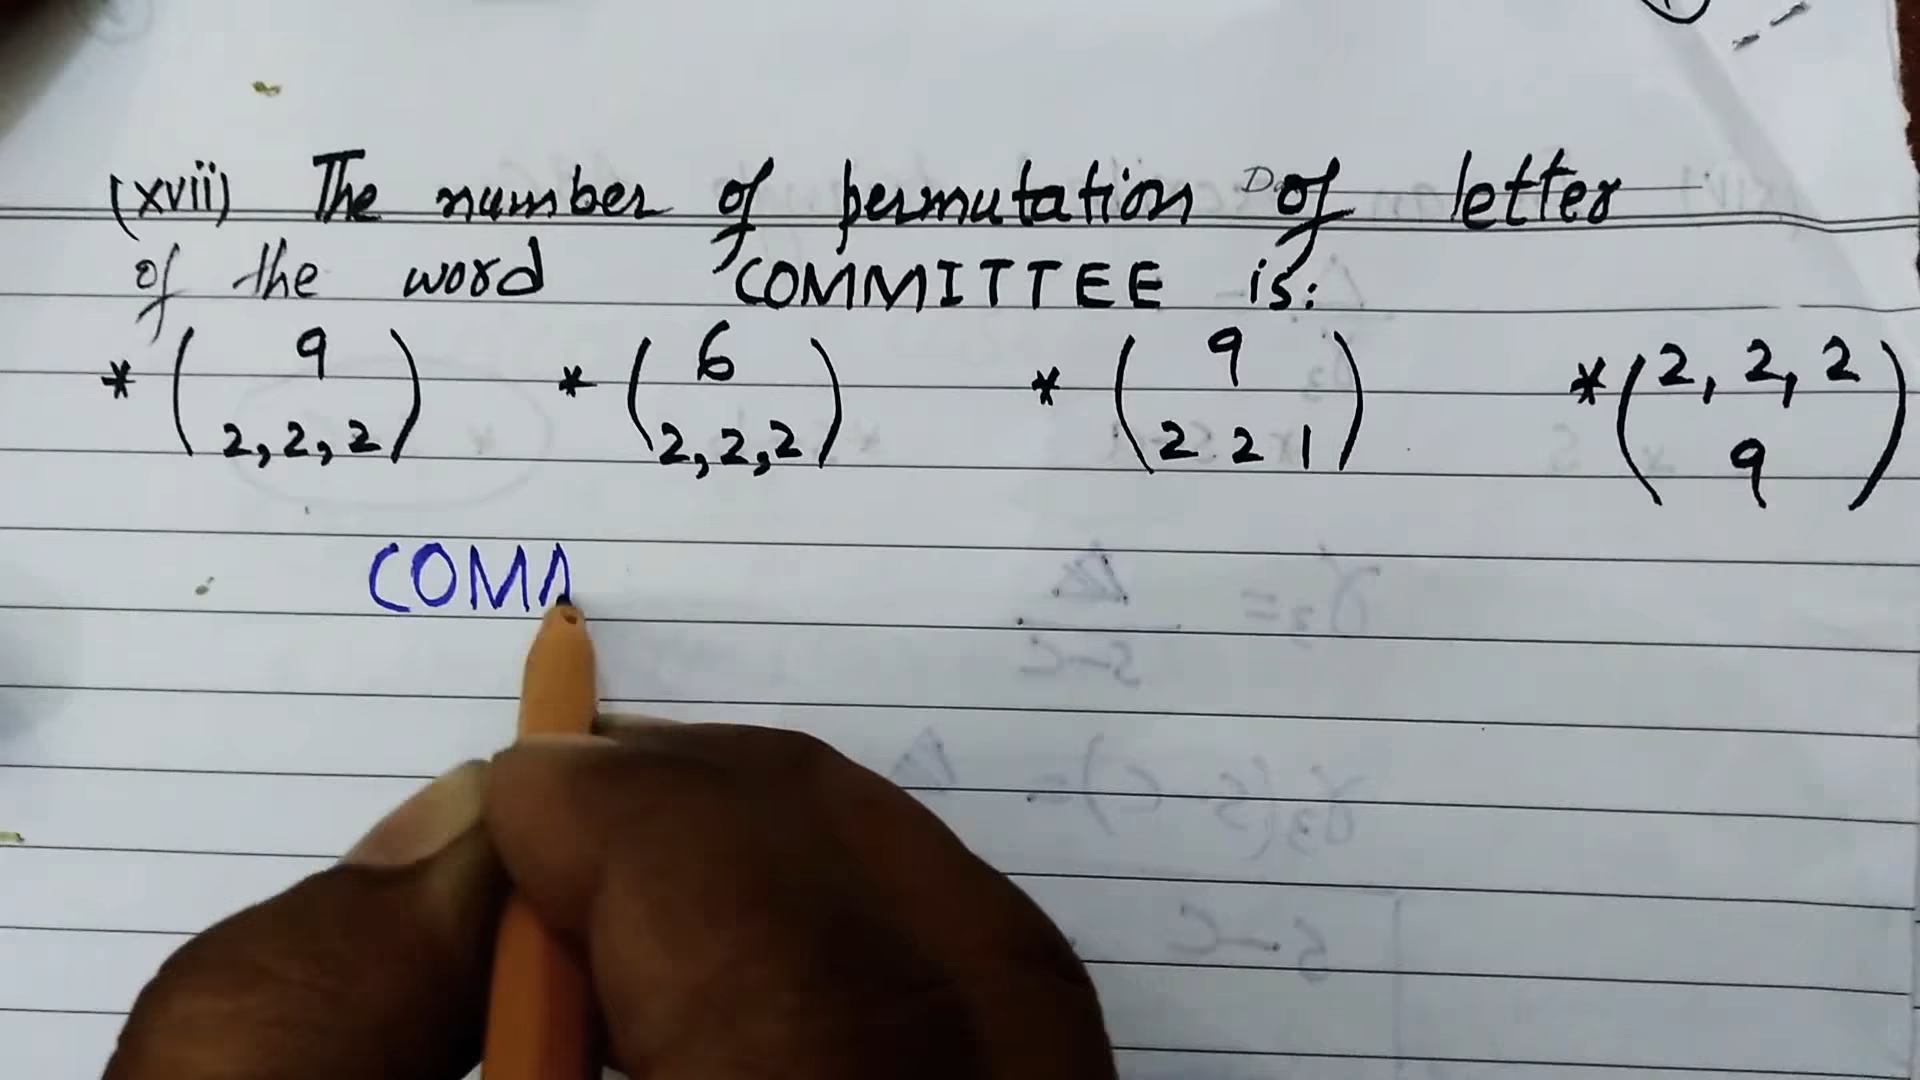 (xvii) The number of permutation of letter
of the word COMMITTEE is:
* (9 2,2,2) * (6 2,2,2) * (9 2 2 1) * (2,2,2 9)
COM